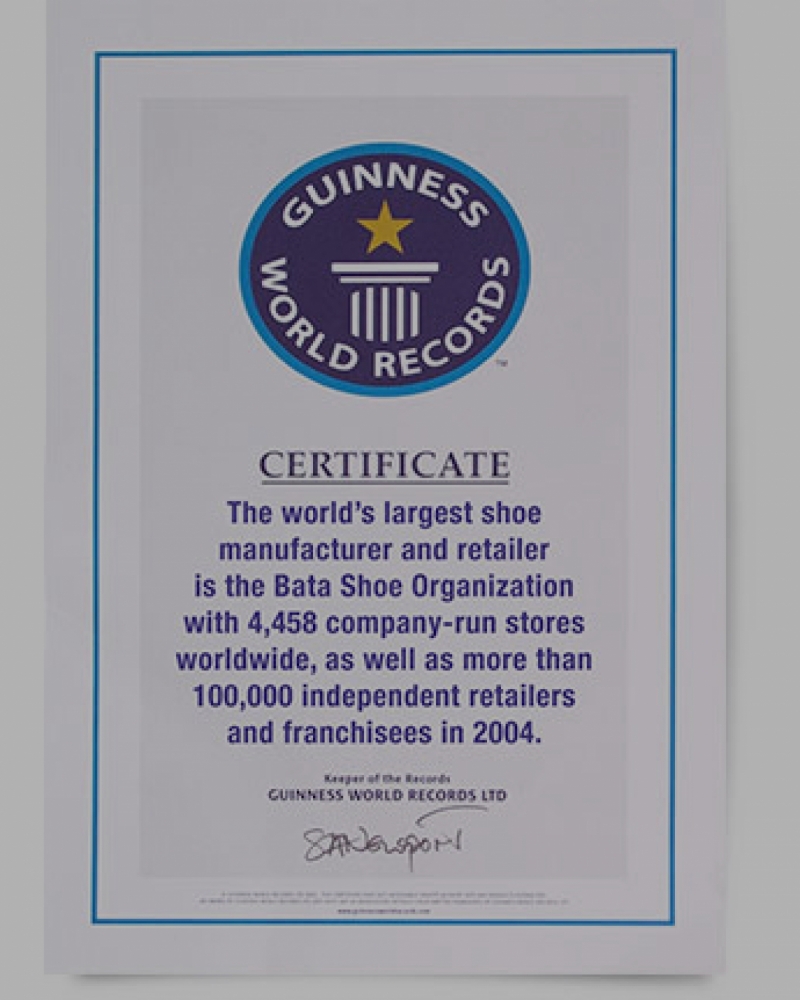 GUINNESS
WORLD RECORDS
TM
CERTIFICATE
The world's largest shoe
manufacturer and retailer
is the Bata Shoe Organization
with 4,458 company-run stores
worldwide, as well as more than
100,000 independent retailers
and franchisees in 2004.
Keeper of the Records
GUINNESS WORLD RECORDS LTD